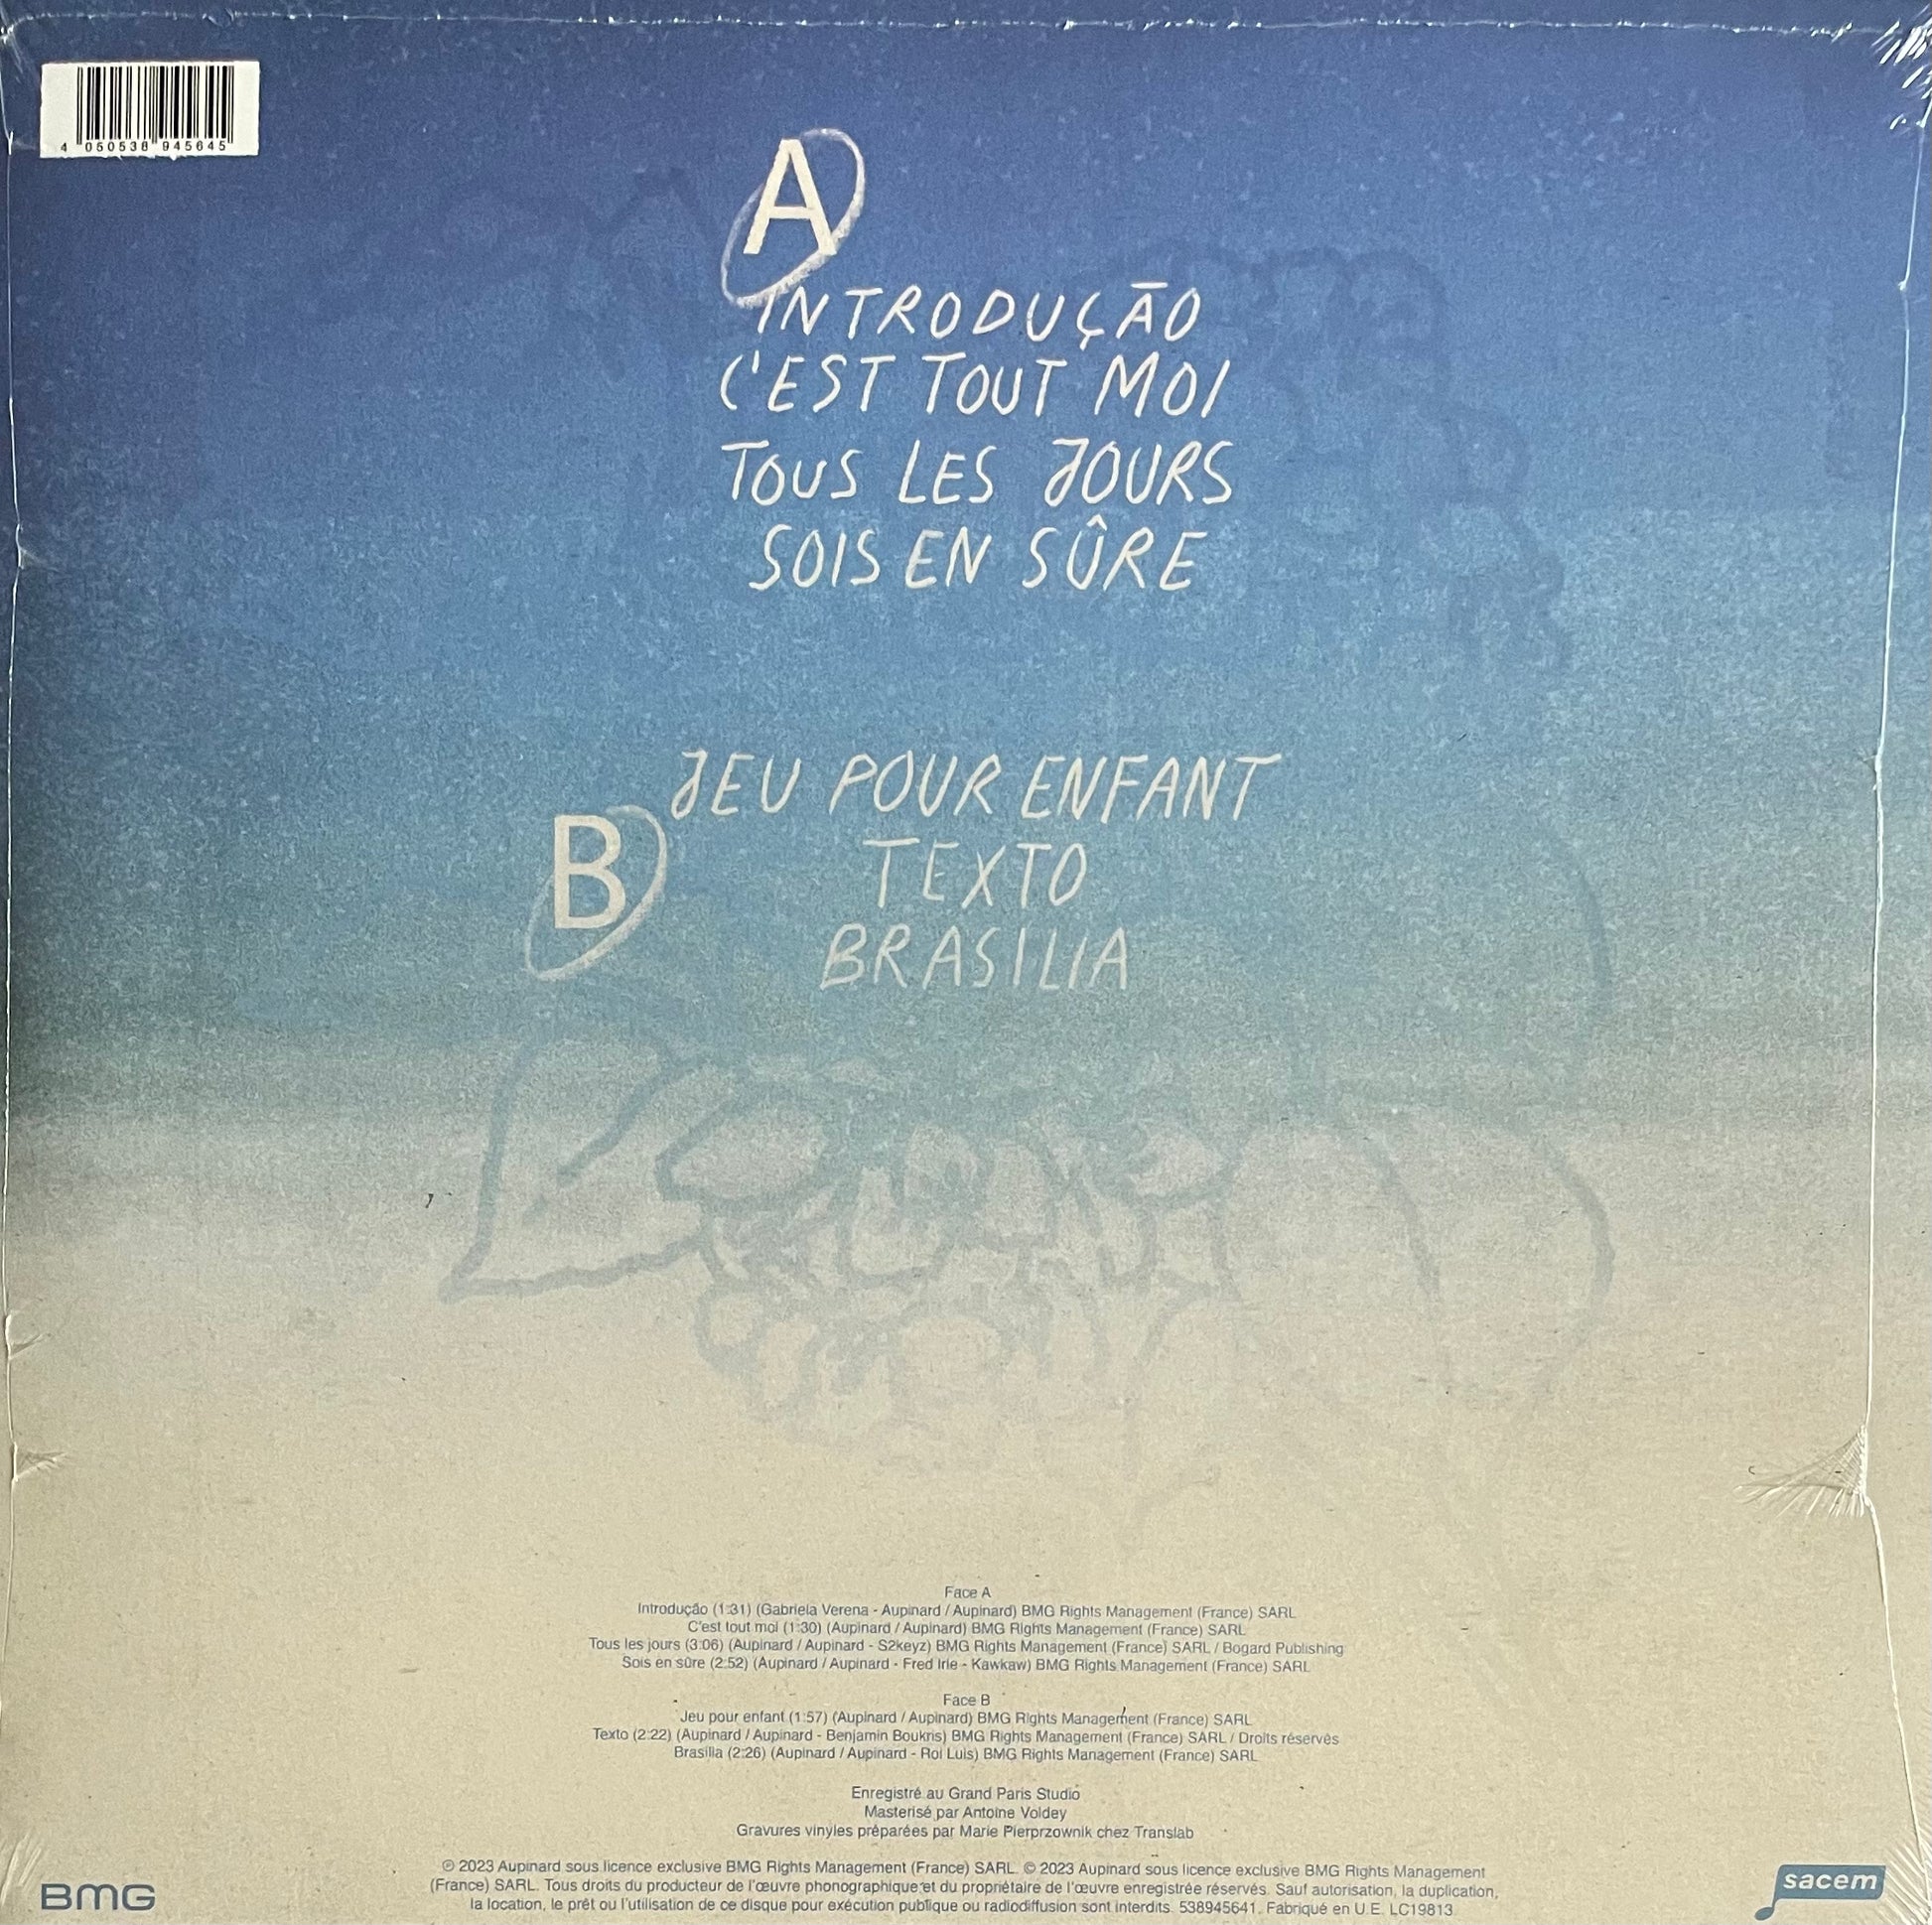 4 050538 945645
A
INTRODUÇÃO
C'EST TOUT MOI
TOUS LES JOURS
SOIS EN SÛRE
JEU POUR ENFANT
B
TEXTO
BRASILIA
Face A
Introdução (1:31) (Gabriela Verena - Aupinard / Aupinard) BMG Rights Management (France) SARL
C'est tout moi (1:30) (Aupinard / Aupinard) BMG Rights Management (France) SARL
Tous les jours (3:06) (Aupinard / Aupinard - S2keyz) BMG Rights Management (France) SARL / Bogard Publishing
Sois en sûre (2:52) (Aupinard / Aupinard - Fred Irie - Kawkaw) BMG Rights Management (France) SARL
Face B
Jeu pour enfant (1:57) (Aupinard / Aupinard) BMG Rights Management (France) SARL
Texto (2:22) (Aupinard / Aupinard - Benjamin Boukris) BMG Rights Management (France) SARL / Droits réservés
Brasilia (2:26) (Aupinard / Aupinard - Roi Luis) BMG Rights Management (France) SARL
Enregistré au Grand Paris Studio
Masterisé par Antoine Voldey
Gravures vinyles préparées par Marie Pierprzownik chez Translab
℗ 2023 Aupinard sous licence exclusive BMG Rights Management (France) SARL. © 2023 Aupinard sous licence exclusive BMG Rights Management
(France) SARL. Tous droits du producteur de l'œuvre phonographique et du propriétaire de l'œuvre enregistrée réservés. Sauf autorisation, la duplication,
la location, le prêt ou l'utilisation de ce disque pour exécution publique ou radiodiffusion sont interdits. 538945641. Fabriqué en U.E. LC19813.
BMG
sacem